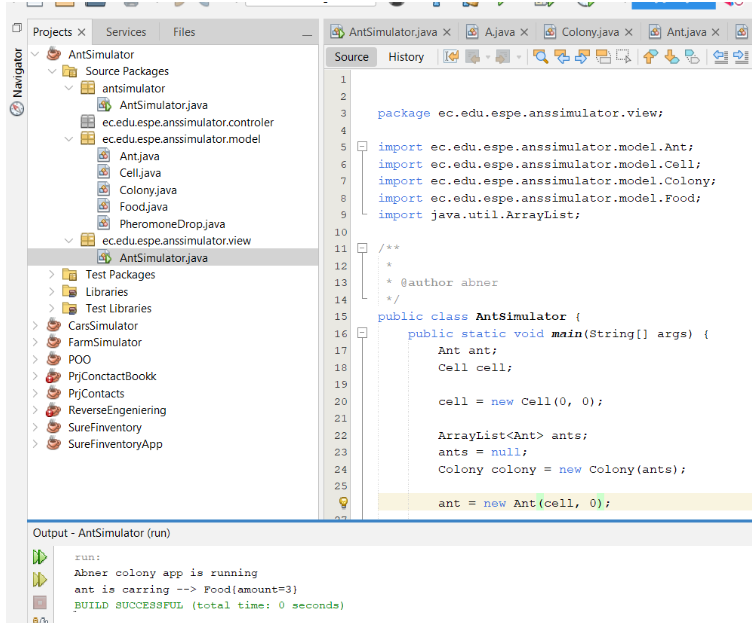 Projects Services Files
Navigator
AntSimulator
Source Packages
antsimulator
AntSimulator.java
ec.edu.espe.anssimulator.controler
ec.edu.espe.anssimulator.model
Ant.java
Cell.java
Colony.java
Food.java
PheromoneDrop.java
ec.edu.espe.anssimulator.view
AntSimulator.java
Test Packages
Libraries
Test Libraries
CarsSimulator
FarmSimulator
POO
PrjConctactBookk
PrjContacts
ReverseEngeniering
SureFinventory
SureFinventoryApp
AntSimulator.java A.java Colony.java Ant.java
Source History
1
2
3 package ec.edu.espe.anssimulator.view;
4
5 import ec.edu.espe.anssimulator.model.Ant;
6 import ec.edu.espe.anssimulator.model.Cell;
7 import ec.edu.espe.anssimulator.model.Colony;
8 import ec.edu.espe.anssimulator.model.Food;
9 import java.util.ArrayList;
10
11 /**
12 *
13 * @author abner
14 */
15 public class AntSimulator {
16 public static void main(String[] args) {
17 Ant ant;
18 Cell cell;
19
20 cell = new Cell(0, 0);
21
22 ArrayList<Ant> ants;
23 ants = null;
24 Colony colony = new Colony(ants);
25
ant = new Ant(cell, 0);
Output - AntSimulator (run)
run:
Abner colony app is running
ant is carring --> Food{amount=3}
BUILD SUCCESSFUL (total time: 0 seconds)